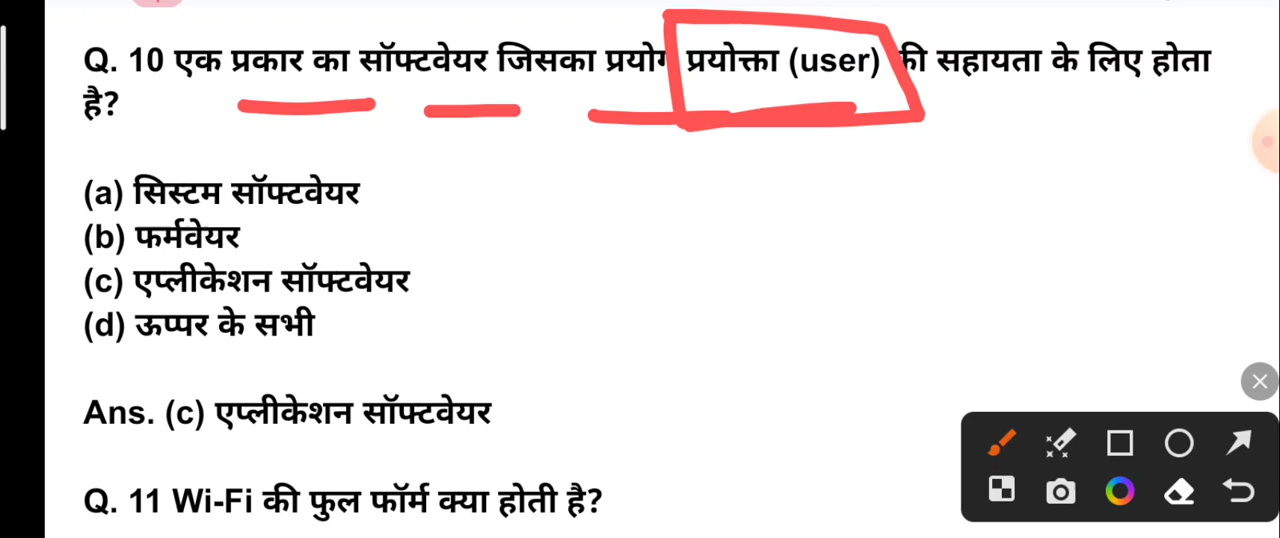 Q. 10 एक प्रकार का सॉफ्टवेयर जिसका प्रयोग प्रयोक्ता (user) की सहायता के लिए होता
है?
(a) सिस्टम सॉफ्टवेयर
(b) फर्मवेयर
(c) एप्लीकेशन सॉफ्टवेयर
(d) ऊप्पर के सभी
Ans. (c) एप्लीकेशन सॉफ्टवेयर
Q. 11 Wi-Fi की फुल फॉर्म क्या होती है?